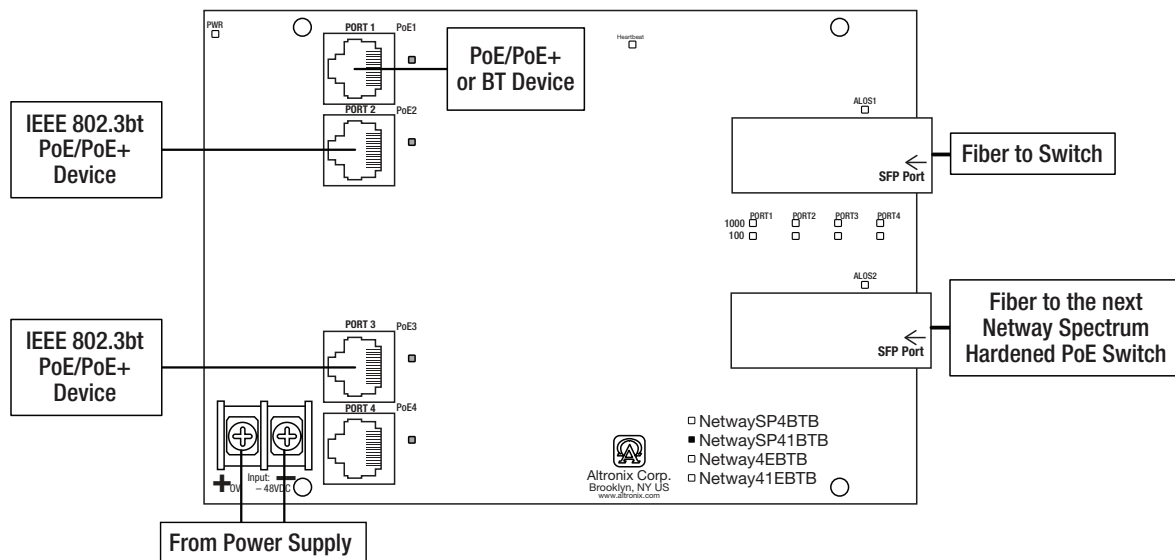 PWR
PORT 1
PoE1
Heartbeat
PoE/PoE+
or BT Device
ALOS1
PORT 2
PoE2
IEEE 802.3bt
PoE/PoE+
Device
SFP Port
Fiber to Switch
PORT1 PORT2 PORT3 PORT4
1000
100
ALOS2
SFP Port
Fiber to the next
Netway Spectrum
Hardened PoE Switch
IEEE 802.3bt
PoE/PoE+
Device
PORT 3
PoE3
PORT 4
PoE4
NetwaySP4BTB
NetwaySP41BTB
Netway4EBTB
Netway41EBTB
Altronix Corp.
Brooklyn, NY US
www.altronix.com
+ Input: –
0V – 48VDC
From Power Supply